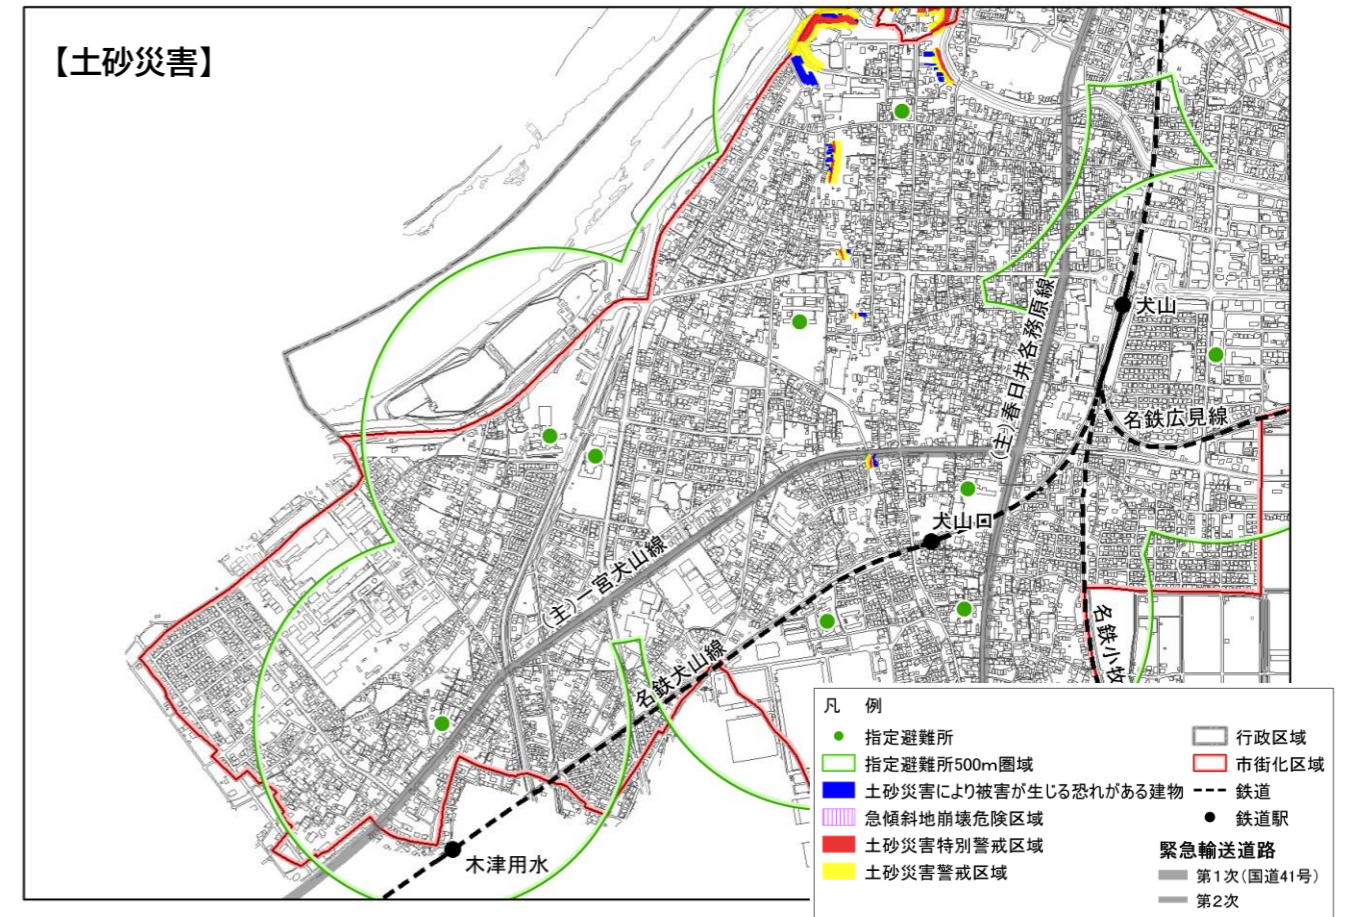 【土砂災害】
犬山
(主)春日井各務原線
名鉄広見線
犬山口
(主)一宮犬山線
名鉄犬山線
名鉄小牧
木津用水
凡 例
指定避難所
指定避難所500m圏域
土砂災害により被害が生じる恐れがある建物
急傾斜地崩壊危険区域
土砂災害特別警戒区域
土砂災害警戒区域
行政区域
市街化区域
鉄道
鉄道駅
緊急輸送道路
第1次(国道41号)
第2次